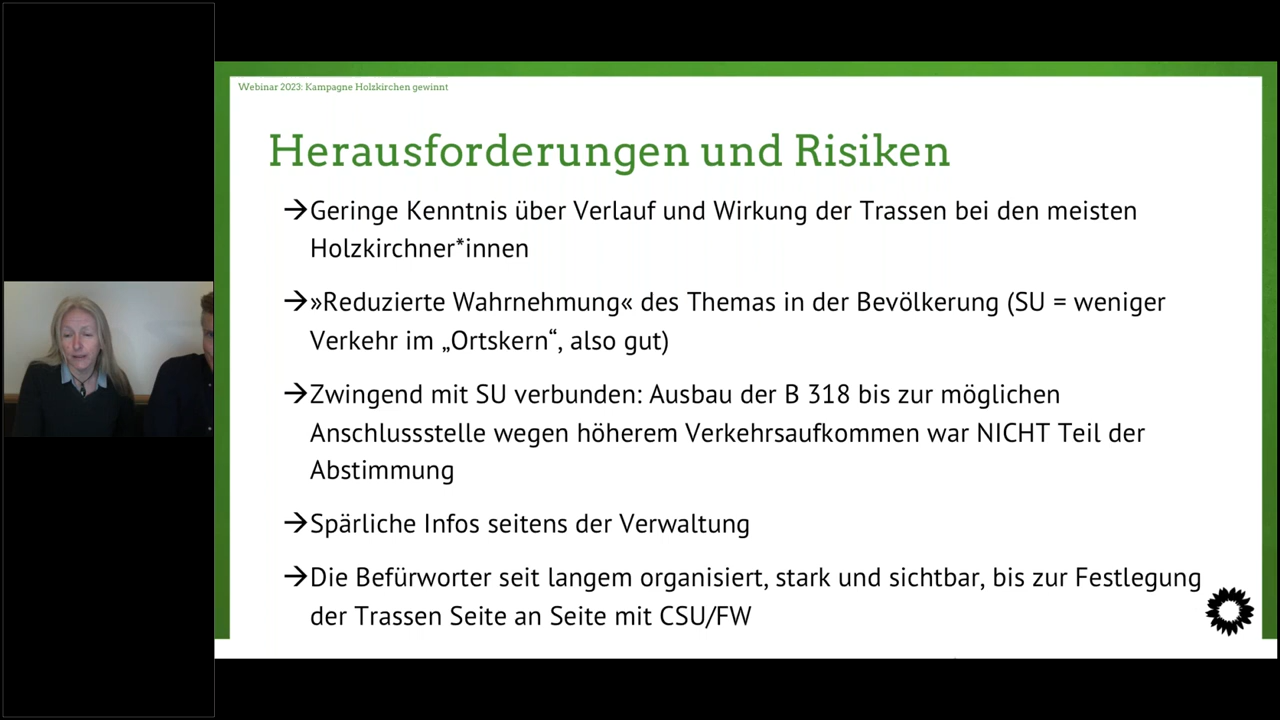 Webinar 2023: Kampagne Holzkirchen gewinnt
Herausforderungen und Risiken
→Geringe Kenntnis über Verlauf und Wirkung der Trassen bei den meisten
Holzkirchner*innen
→»Reduzierte Wahrnehmung« des Themas in der Bevölkerung (SU = weniger
Verkehr im „Ortskern“, also gut)
→Zwingend mit SU verbunden: Ausbau der B 318 bis zur möglichen
Anschlussstelle wegen höherem Verkehrsaufkommen war NICHT Teil der
Abstimmung
→Spärliche Infos seitens der Verwaltung
→Die Befürworter seit langem organisiert, stark und sichtbar, bis zur Festlegung
der Trassen Seite an Seite mit CSU/FW